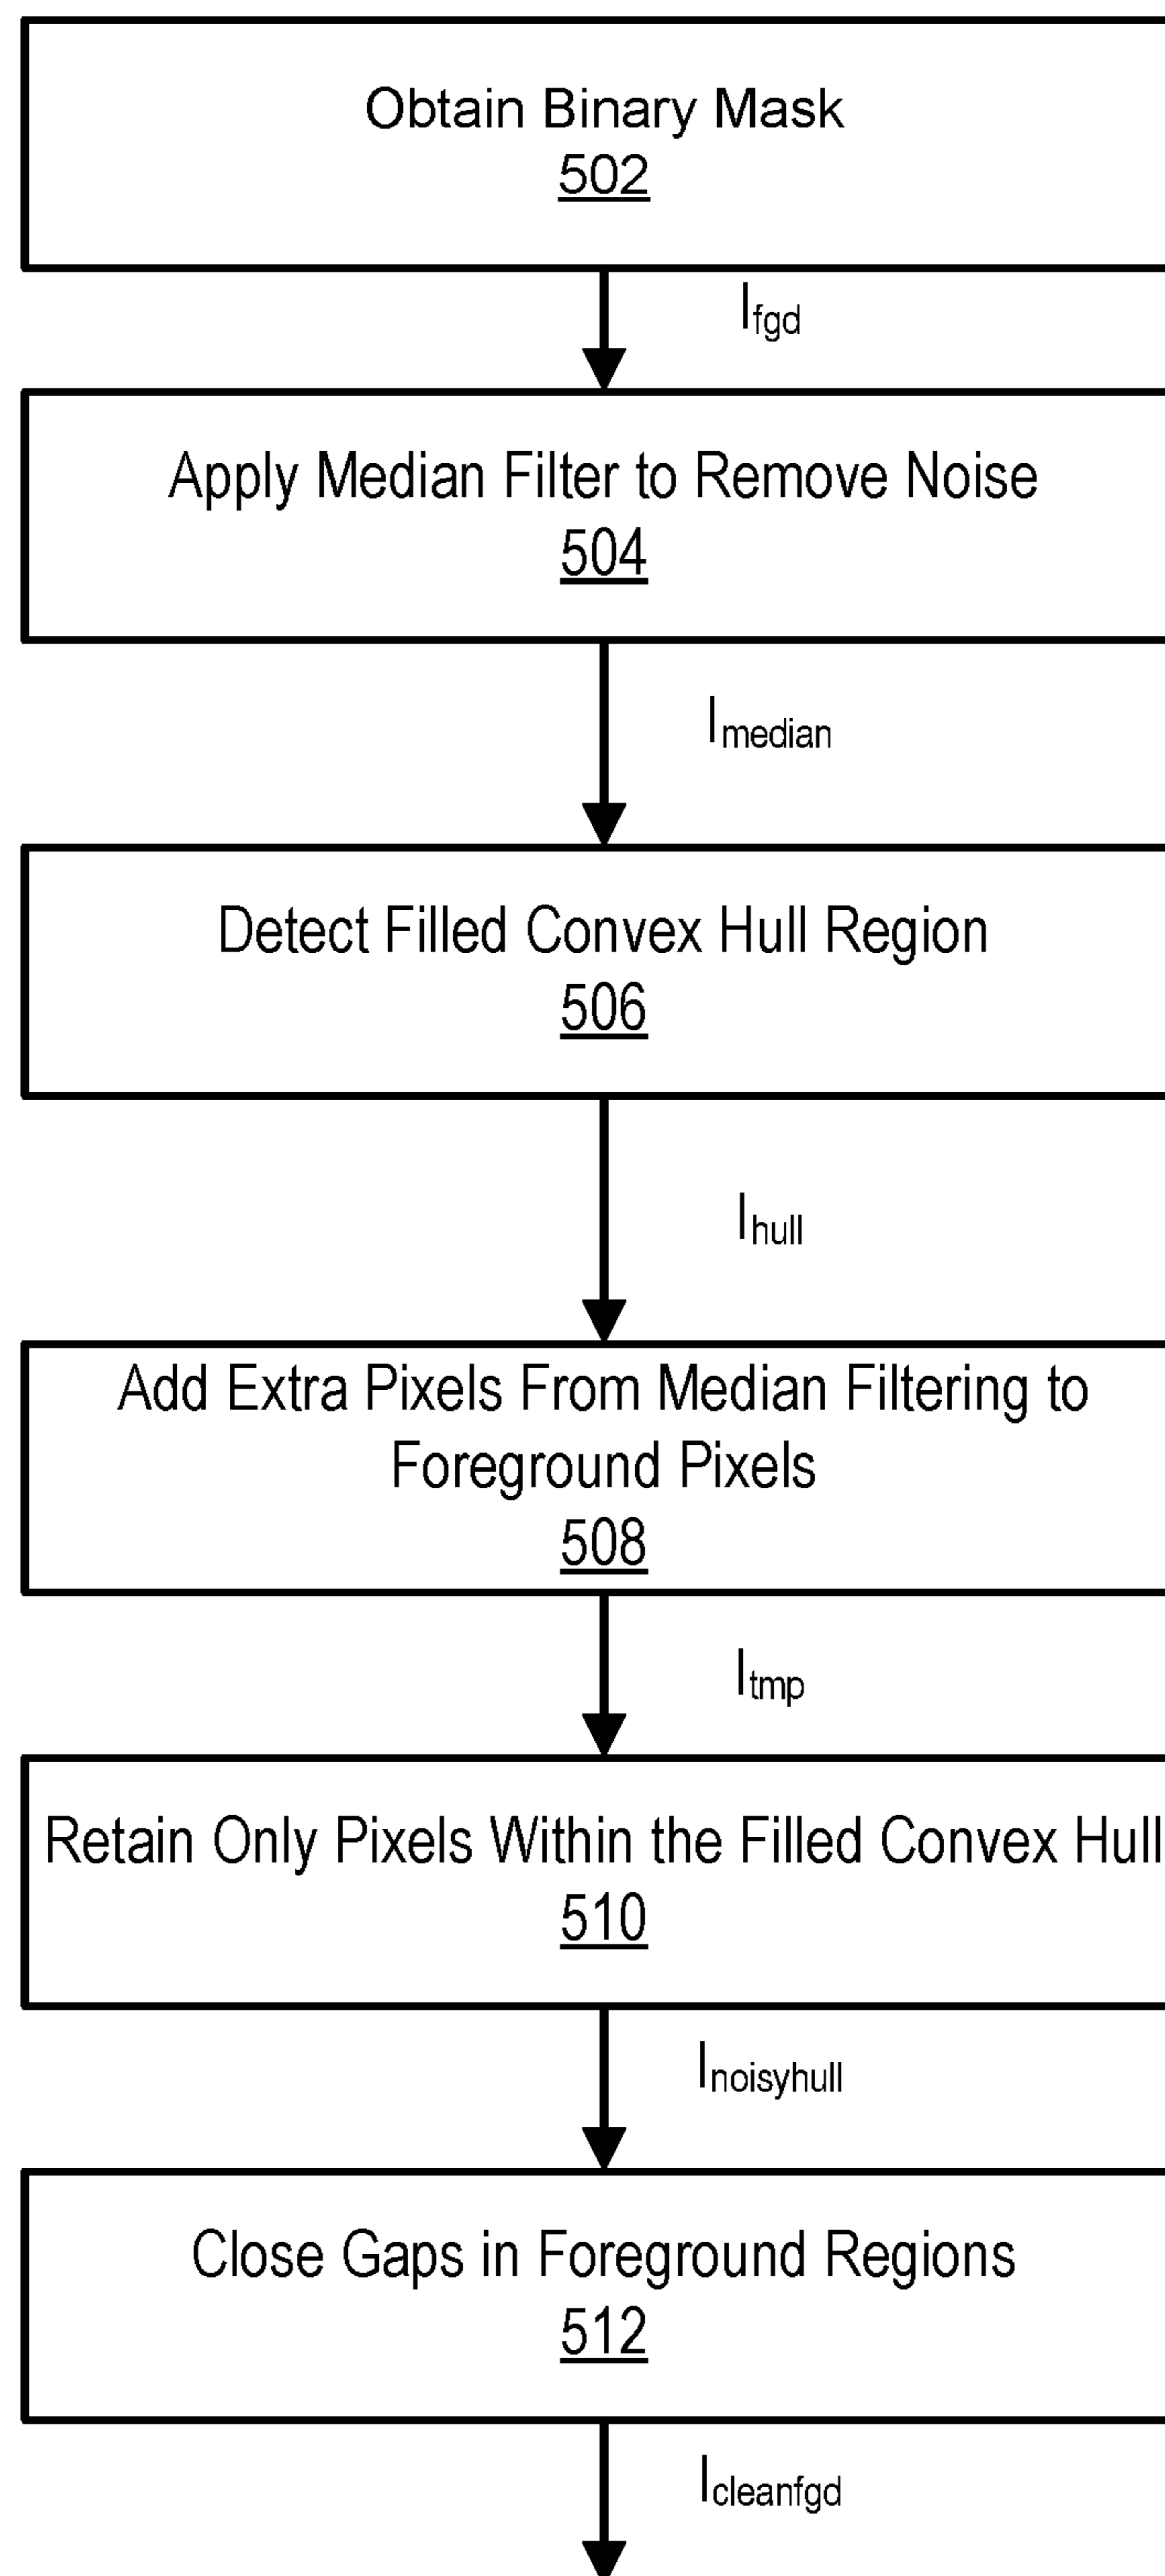 Obtain Binary Mask
502
Ifgd
Apply Median Filter to Remove Noise
504
Imedian
Detect Filled Convex Hull Region
506
Ihull
Add Extra Pixels From Median Filtering to
Foreground Pixels
508
Itmp
Retain Only Pixels Within the Filled Convex Hull
510
Inoisyhull
Close Gaps in Foreground Regions
512
Icleanfgd